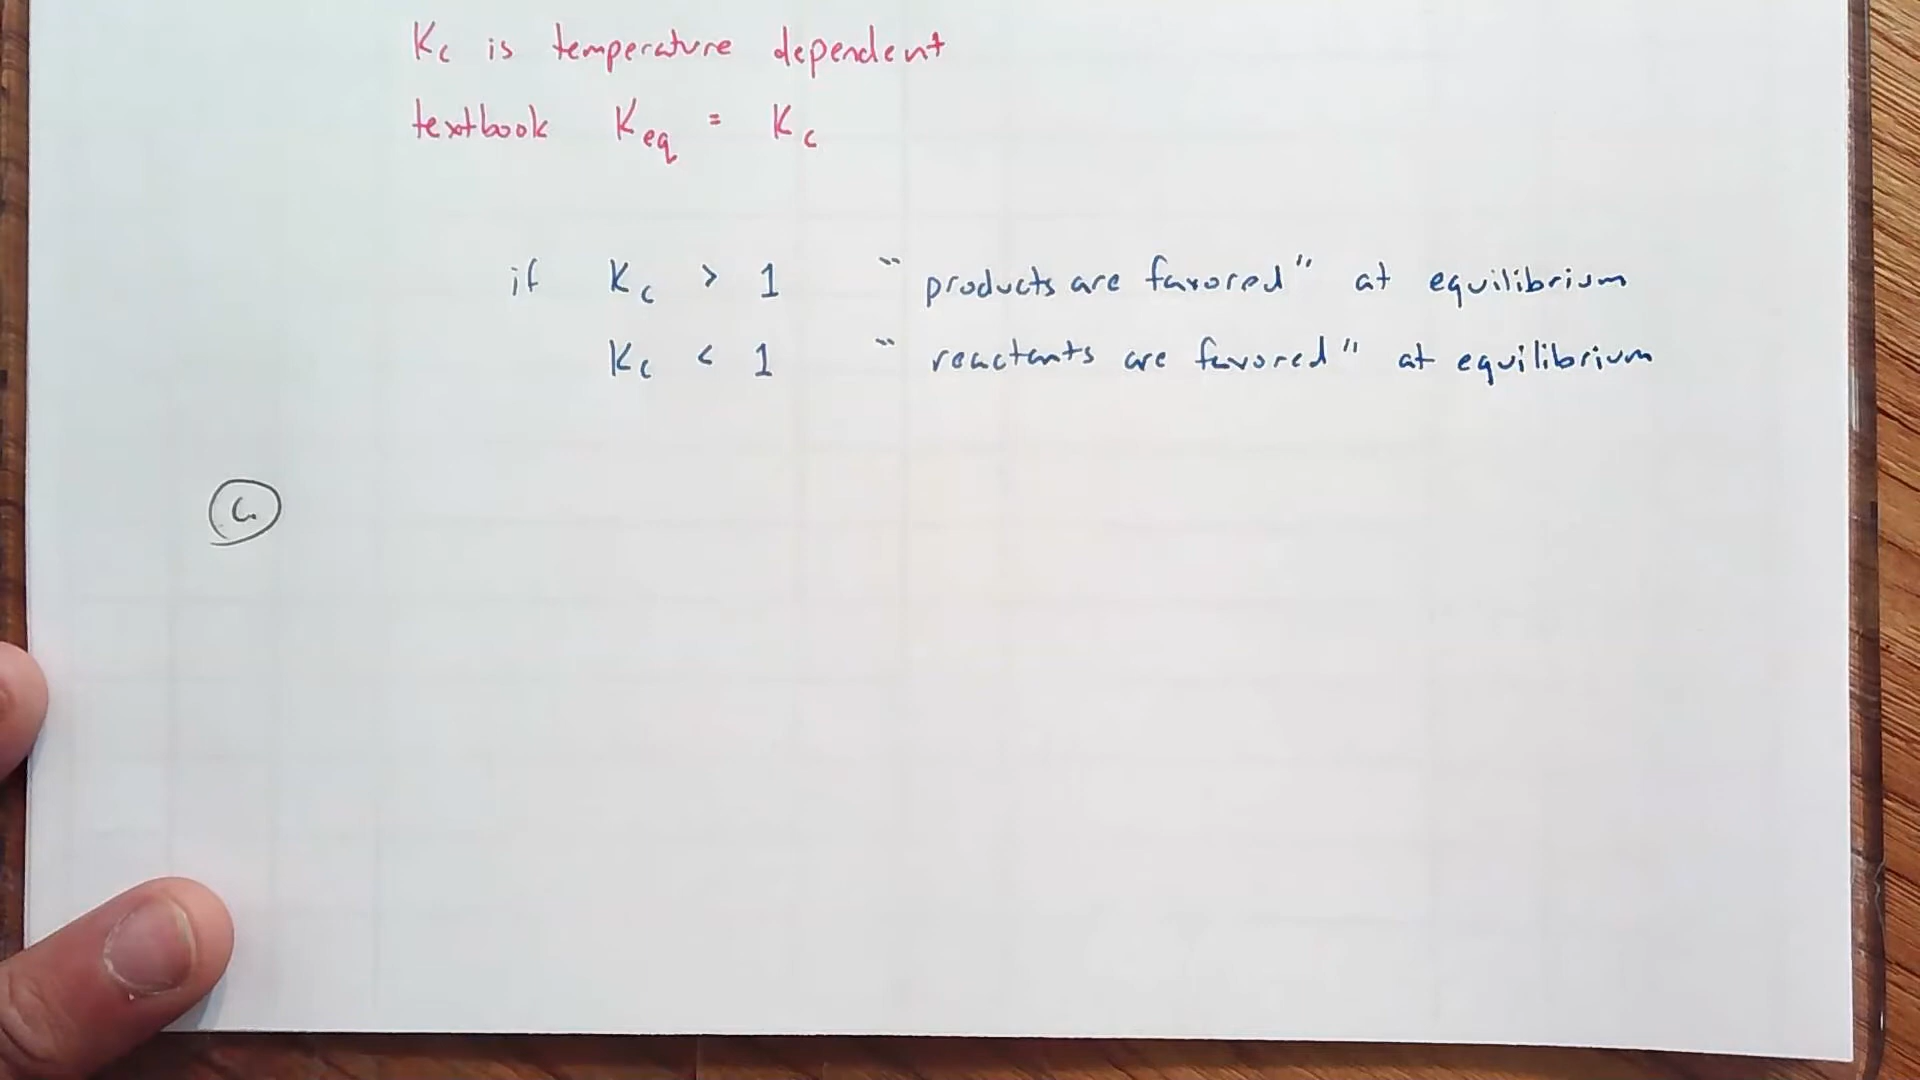 Kc is temperature dependent
textbook Keq = Kc
if Kc > 1 "products are favored" at equilibrium
Kc < 1 "reactants are favored" at equilibrium